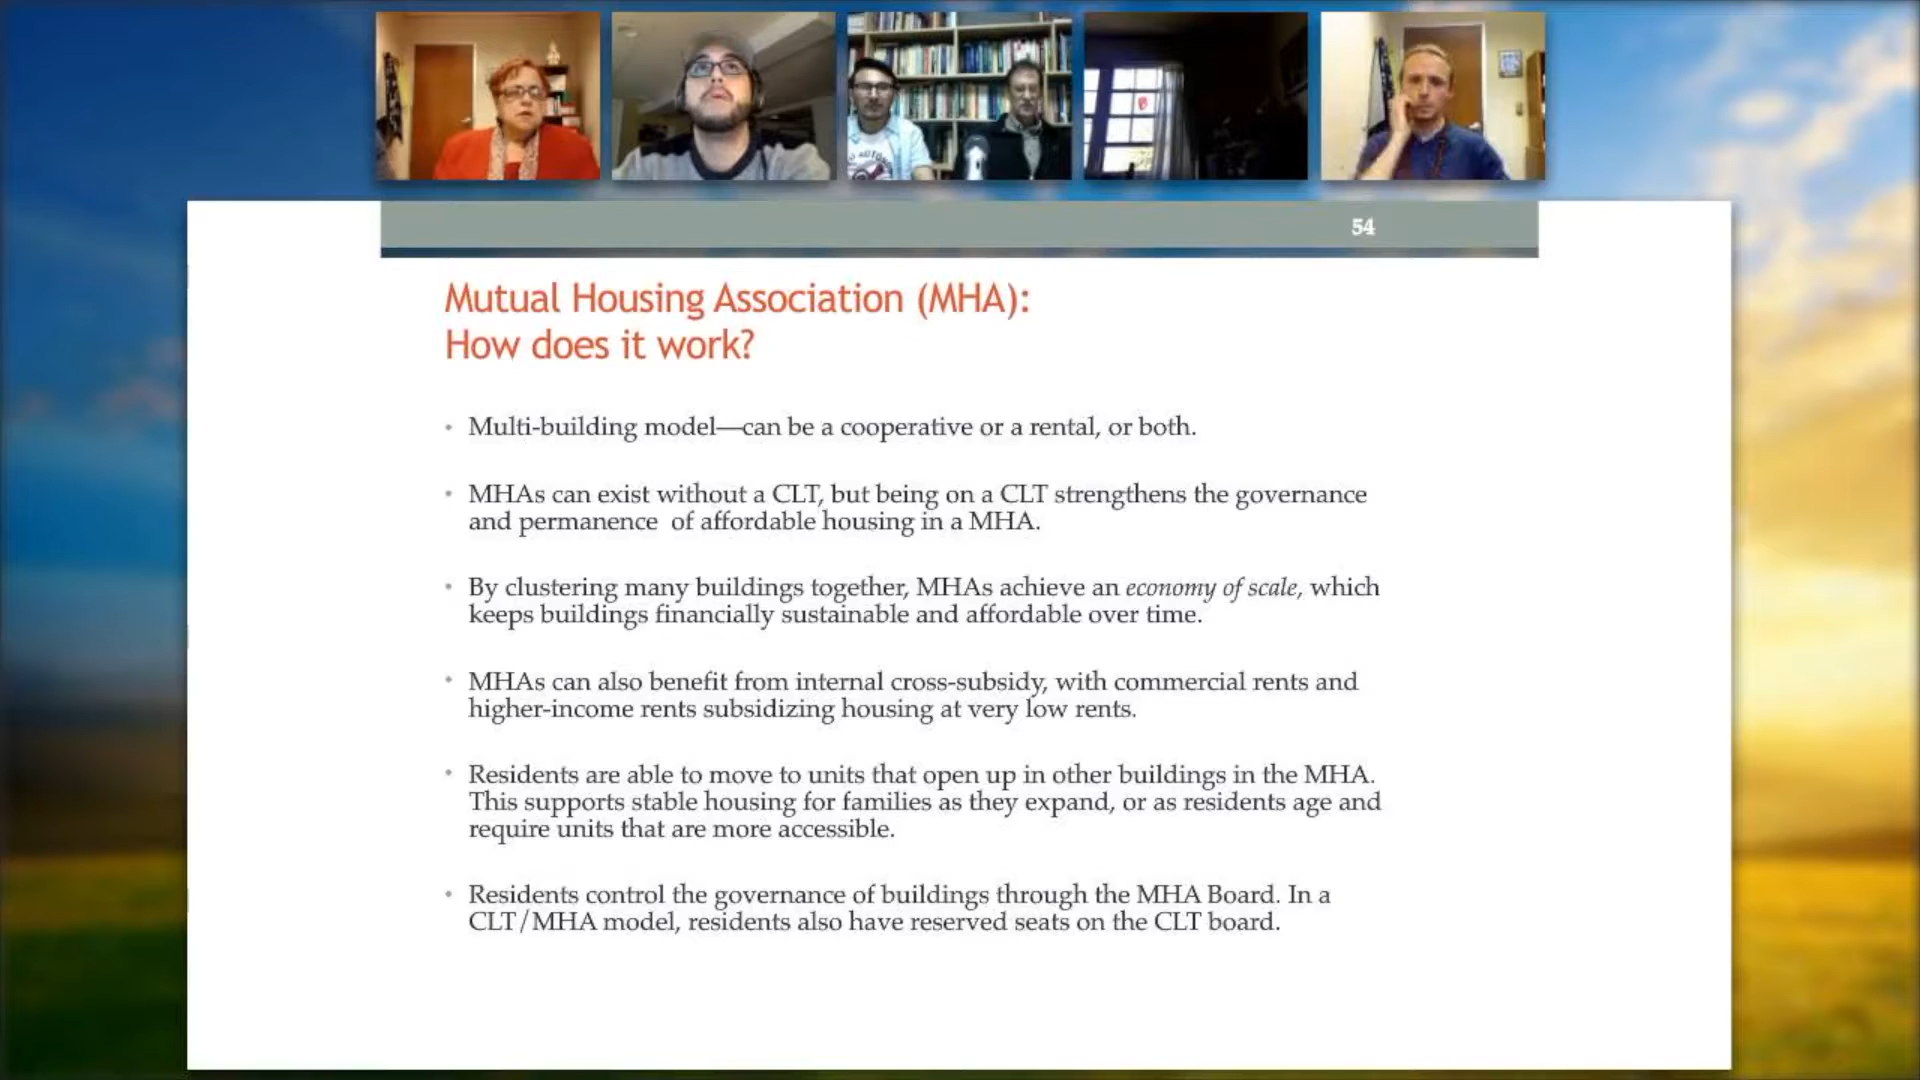 54
Mutual Housing Association (MHA):
How does it work?
• Multi-building model—can be a cooperative or a rental, or both.
• MHAs can exist without a CLT, but being on a CLT strengthens the governance
and permanence  of affordable housing in a MHA.
• By clustering many buildings together, MHAs achieve an economy of scale, which
keeps buildings financially sustainable and affordable over time.
• MHAs can also benefit from internal cross-subsidy, with commercial rents and
higher-income rents subsidizing housing at very low rents.
• Residents are able to move to units that open up in other buildings in the MHA.
This supports stable housing for families as they expand, or as residents age and
require units that are more accessible.
• Residents control the governance of buildings through the MHA Board. In a
CLT/MHA model, residents also have reserved seats on the CLT board.